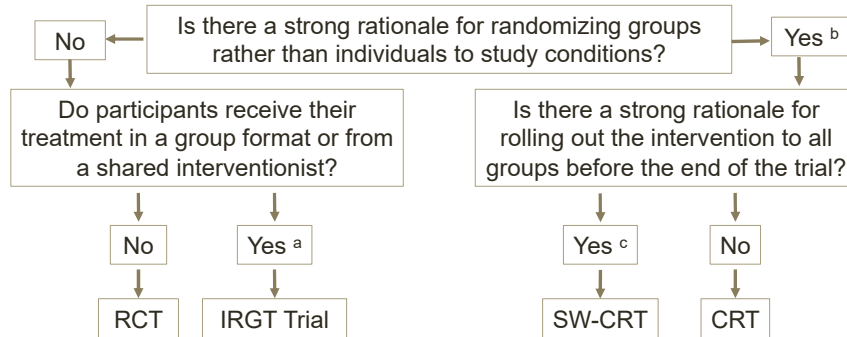 Is there a strong rationale for randomizing groups
rather than individuals to study conditions?
No
Yes ᵇ
Do participants receive their
treatment in a group format or from
a shared interventionist?
Is there a strong rationale for
rolling out the intervention to all
groups before the end of the trial?
No
Yes ᵃ
Yes ᶜ
No
RCT
IRGT Trial
SW-CRT
CRT